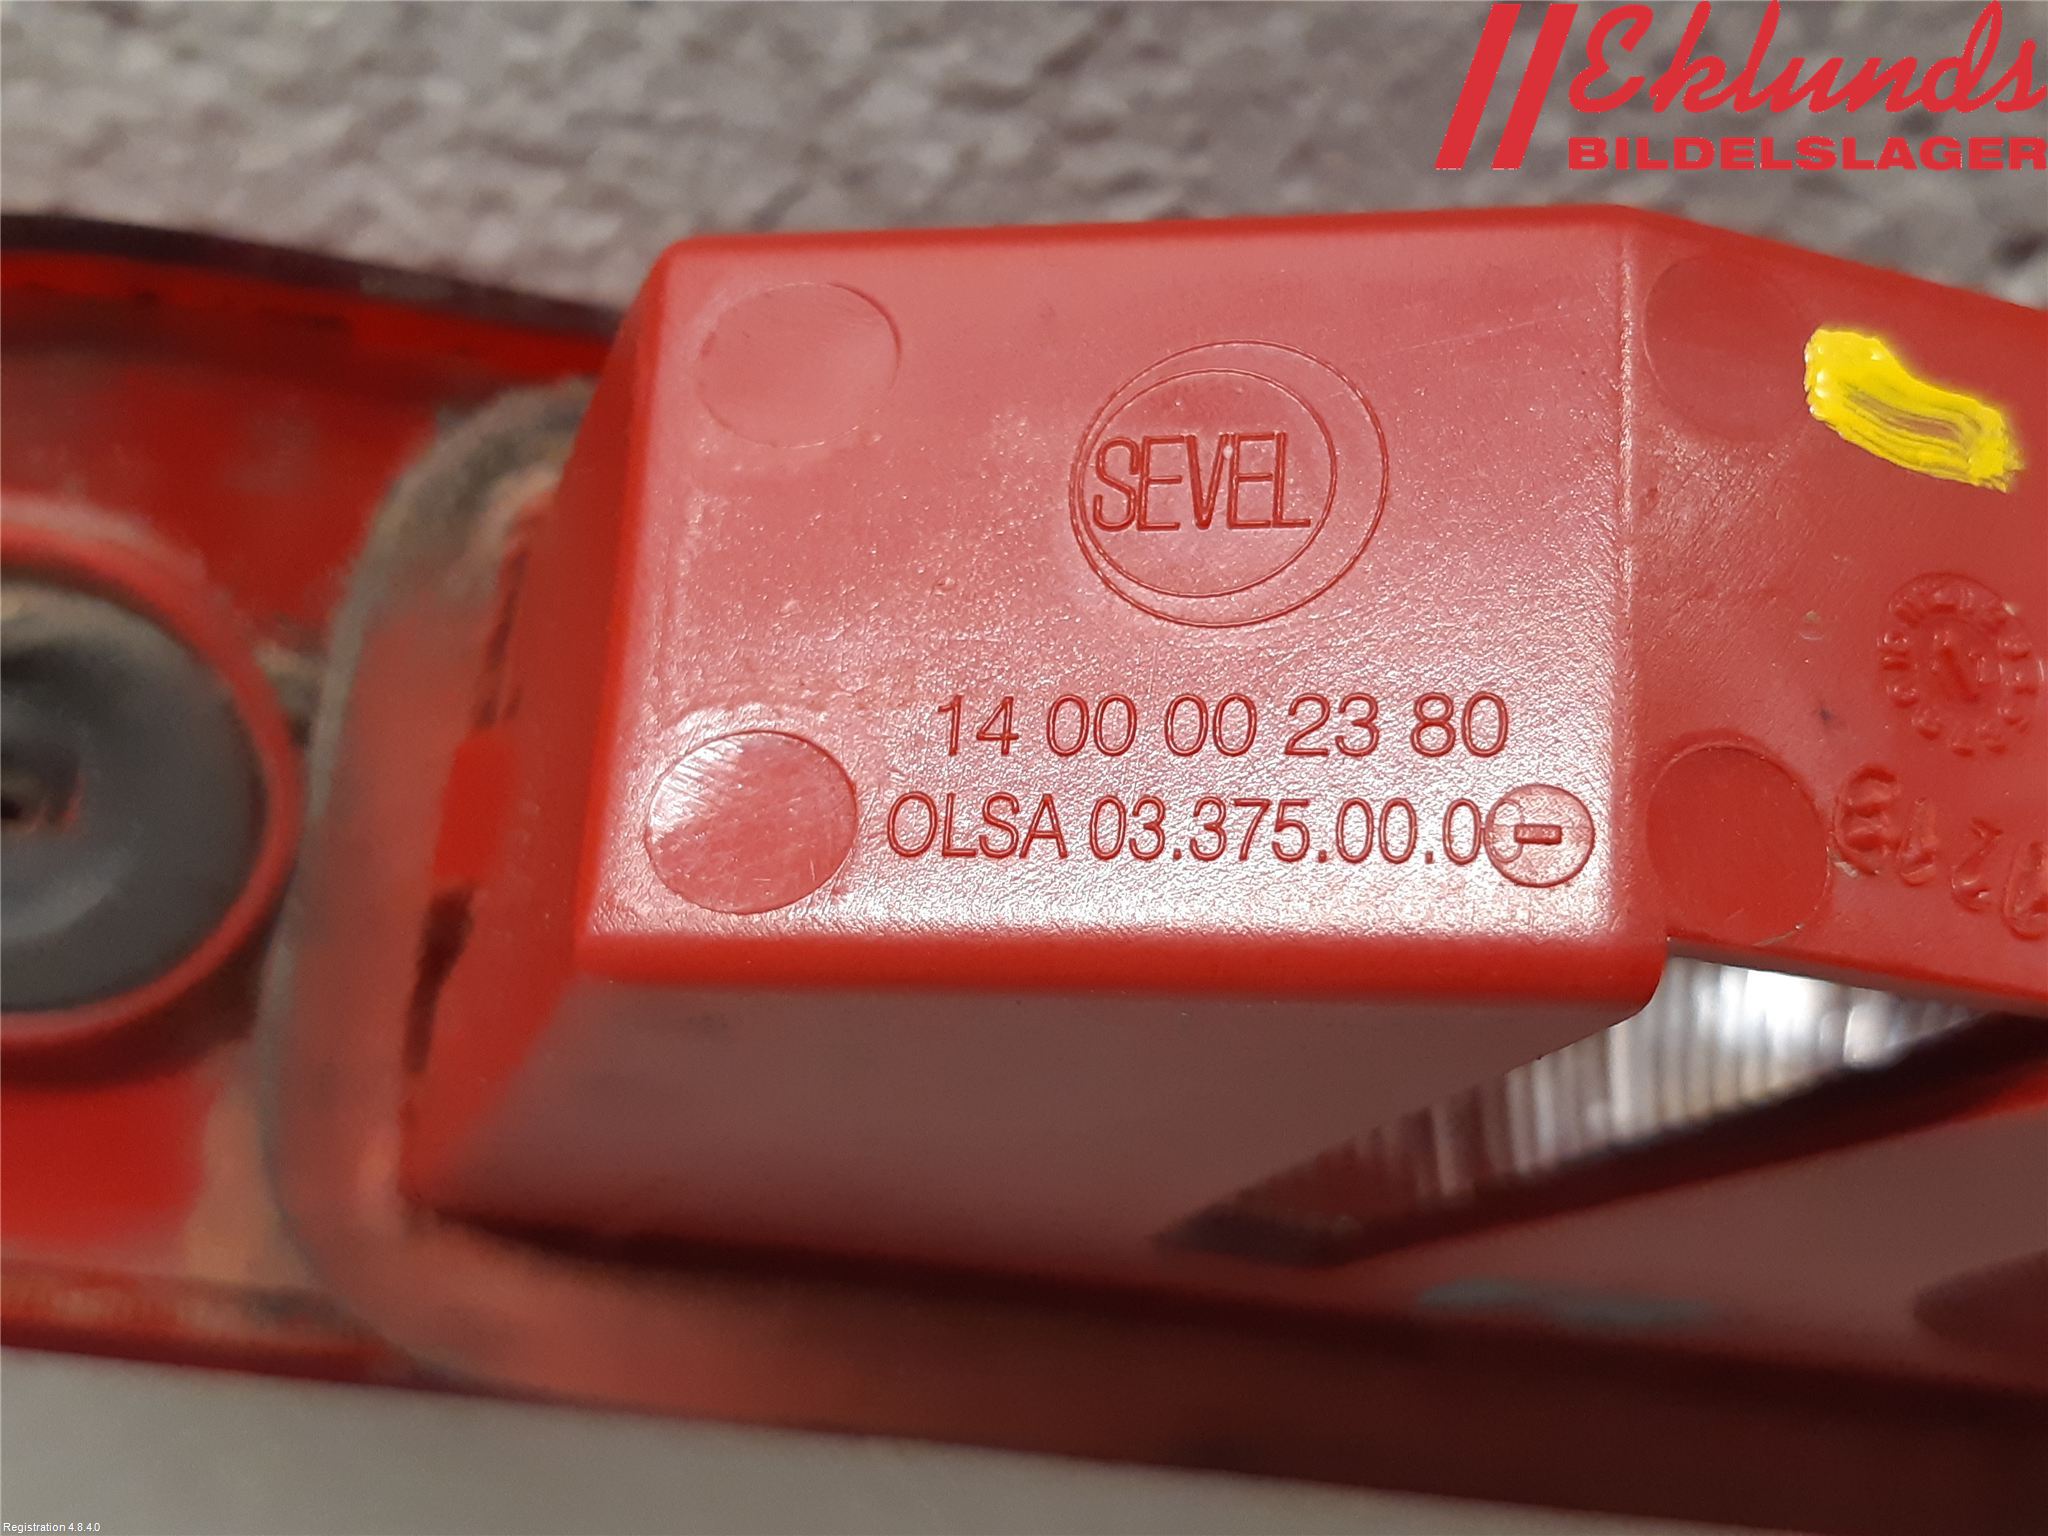 Eklunds
BILDELSLAGER
SEVEL
14 00 00 23 80
OLSA 03.375.00.0
Registration 4.8.4.0